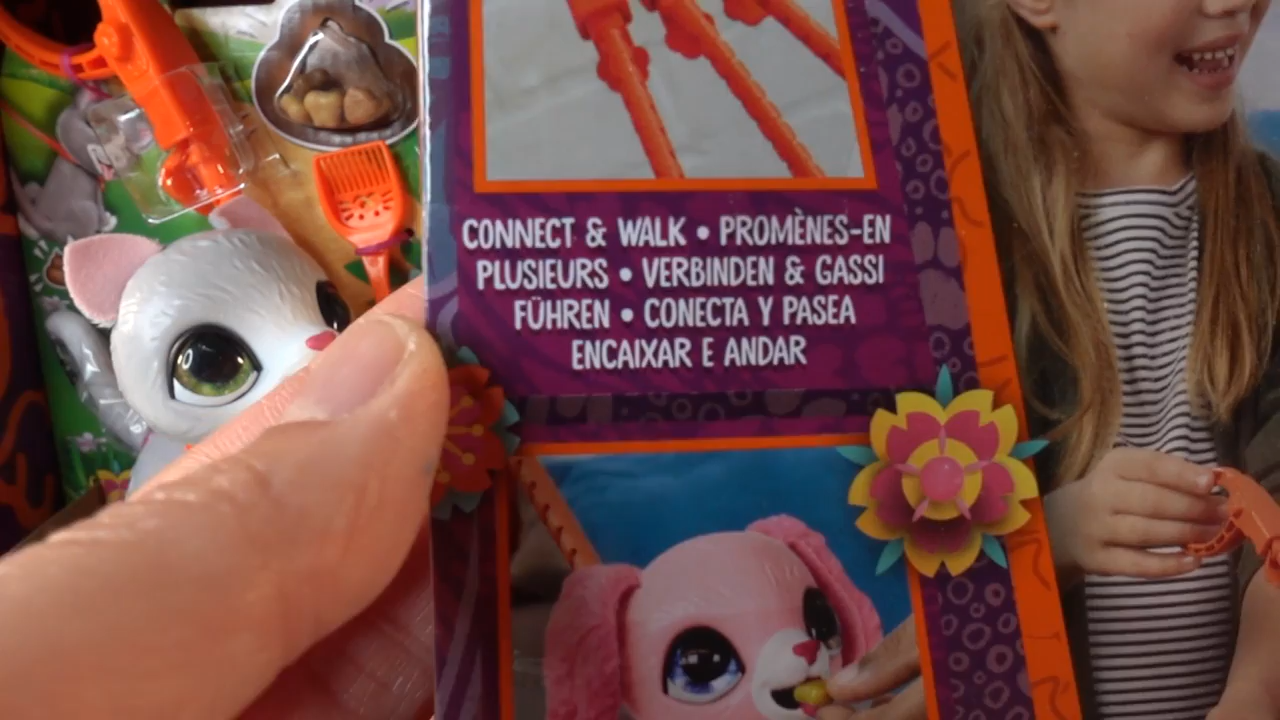 CONNECT & WALK • PROMÈNES-EN
PLUSIEURS • VERBINDEN & GASSI
FÜHREN • CONECTA Y PASEA
ENCAIXAR E ANDAR